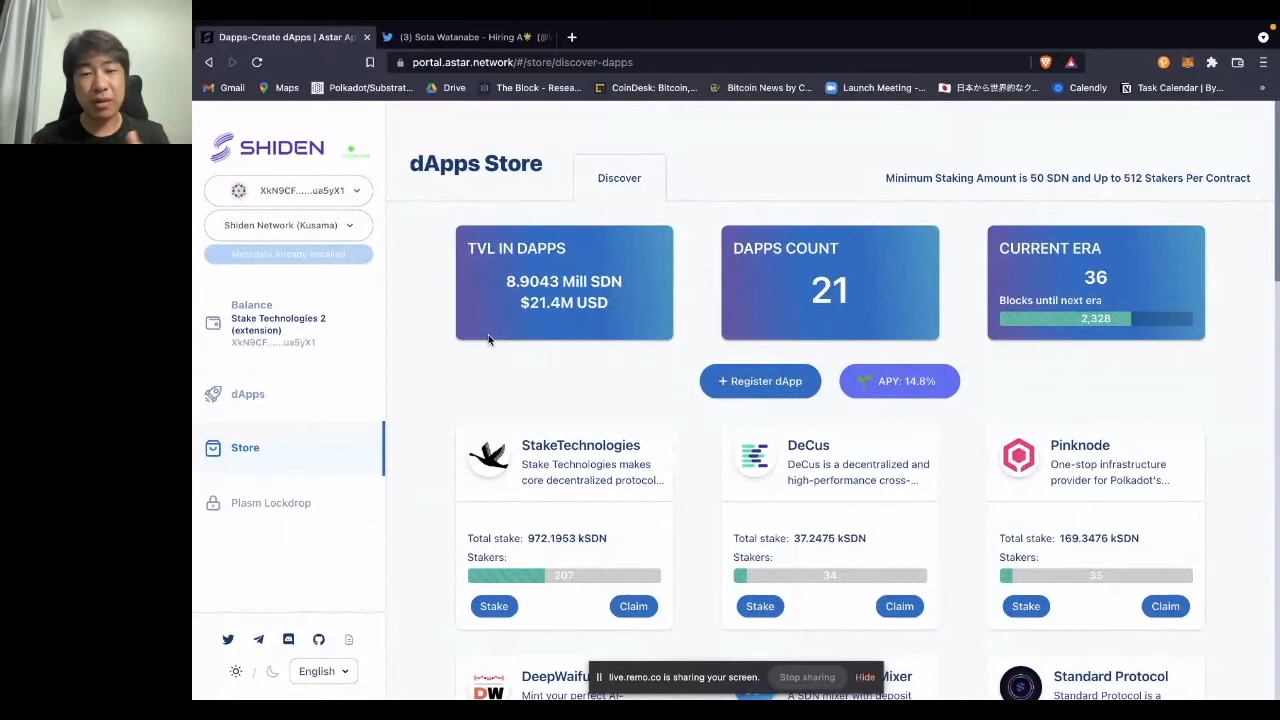 Dapps-Create dApps | Astar Ap
(3) Sota Watanabe - Hiring A
portal.astar.network/#/store/discover-dapps
Gmail
Maps
Polkadot/Substrat...
Drive
The Block - Resea...
CoinDesk: Bitcoin,...
Bitcoin News by C...
Launch Meeting -...
日本から世界的なク...
Calendly
Task Calendar | By...
»
SHIDEN
XkN9CF......ua5yX1
Shiden Network (Kusama)
Metadata Already Installed
Balance
Stake Technologies 2
(extension)
XkN9CF......ua5yX1
dApps
Store
Plasm Lockdrop
/
English
dApps Store
Discover
Minimum Staking Amount is 50 SDN and Up to 512 Stakers Per Contract
TVL IN DAPPS
8.9043 Mill SDN
$21.4M USD
DAPPS COUNT
21
CURRENT ERA
36
Blocks until next era
2,328
+ Register dApp
APY: 14.8%
StakeTechnologies
Stake Technologies makes
core decentralized protocol...
Total stake: 972.1953 kSDN
Stakers:
207
Stake
Claim
DeCus
DeCus is a decentralized and
high-performance cross-...
Total stake: 37.2475 kSDN
Stakers:
34
Stake
Claim
Pinknode
One-stop infrastructure
provider for Polkadot's...
Total stake: 169.3476 kSDN
Stakers:
35
Stake
Claim
DW
DeepWaifu
Mint your perfect AI-
Mixer
A SDN mixer with deposit
Standard Protocol
Standard Protocol is a
live.remo.co is sharing your screen.
Stop sharing
Hide